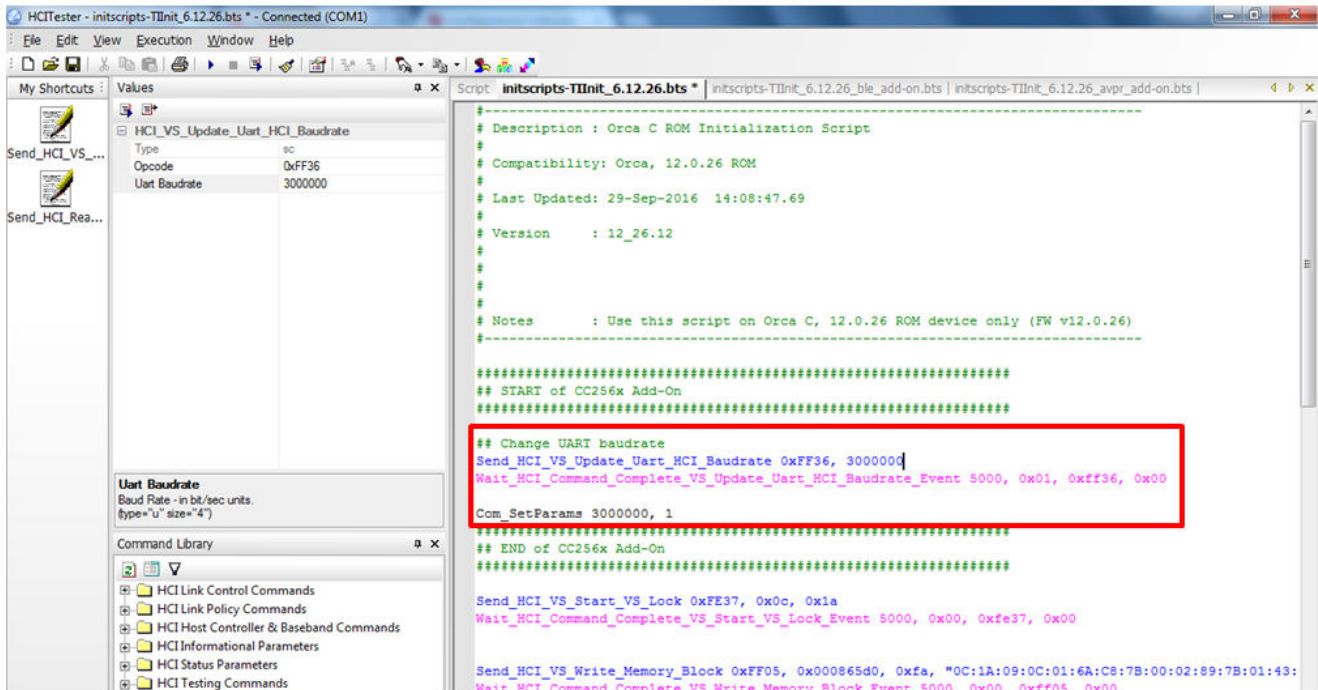 HCITester - initscripts-TIInit_6.12.26.bts * - Connected (COM1)
File Edit View Execution Window Help
My Shortcuts
Send_HCI_VS_...
Send_HCI_Rea...
Values
HCI_VS_Update_Uart_HCI_Baudrate
Type sc
Opcode 0xFF36
Uart Baudrate 3000000
Uart Baudrate
Baud Rate - in bit/sec units.
(type="u" size="4")
Command Library
HCI Link Control Commands
HCI Link Policy Commands
HCI Host Controller & Baseband Commands
HCI Informational Parameters
HCI Status Parameters
HCI Testing Commands
Script initscripts-TIInit_6.12.26.bts * | initscripts-TIInit_6.12.26_ble_add-on.bts | initscripts-TIInit_6.12.26_avpr_add-on.bts |
#--------------------------------------------------------------------------------
# Description : Orca C ROM Initialization Script
#
# Compatibility: Orca, 12.0.26 ROM
#
# Last Updated: 29-Sep-2016 14:08:47.69
#
# Version : 12_26.12
#
#
#
#
# Notes : Use this script on Orca C, 12.0.26 ROM device only (FW v12.0.26)
#--------------------------------------------------------------------------------
#################################################################
## START of CC256x Add-On
#################################################################
## Change UART baudrate
Send_HCI_VS_Update_Uart_HCI_Baudrate 0xFF36, 3000000
Wait_HCI_Command_Complete_VS_Update_Uart_HCI_Baudrate_Event 5000, 0x01, 0xff36, 0x00
Com_SetParams 3000000, 1
#################################################################
## END of CC256x Add-On
#################################################################
Send_HCI_VS_Start_VS_Lock 0xFE37, 0x0c, 0x1a
Wait_HCI_Command_Complete_VS_Start_VS_Lock_Event 5000, 0x00, 0xfe37, 0x00
Send_HCI_VS_Write_Memory_Block 0xFF05, 0x000865d0, 0xfa, "0C:1A:09:0C:01:6A:C8:7B:00:02:89:7B:01:43:
Wait_HCI_Command_Complete_VS_Write_Memory_Block_Event 5000, 0x00, 0xff05, 0x00